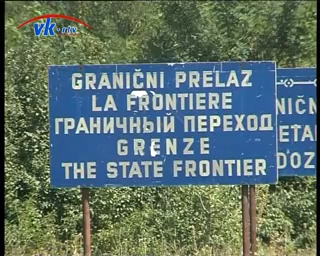 vk
GRANIČNI PRELAZ
LA FRONTIERE
ГРАНИЧНЫЙ ПЕРЕХОД
GRENZE
THE STATE FRONTIER